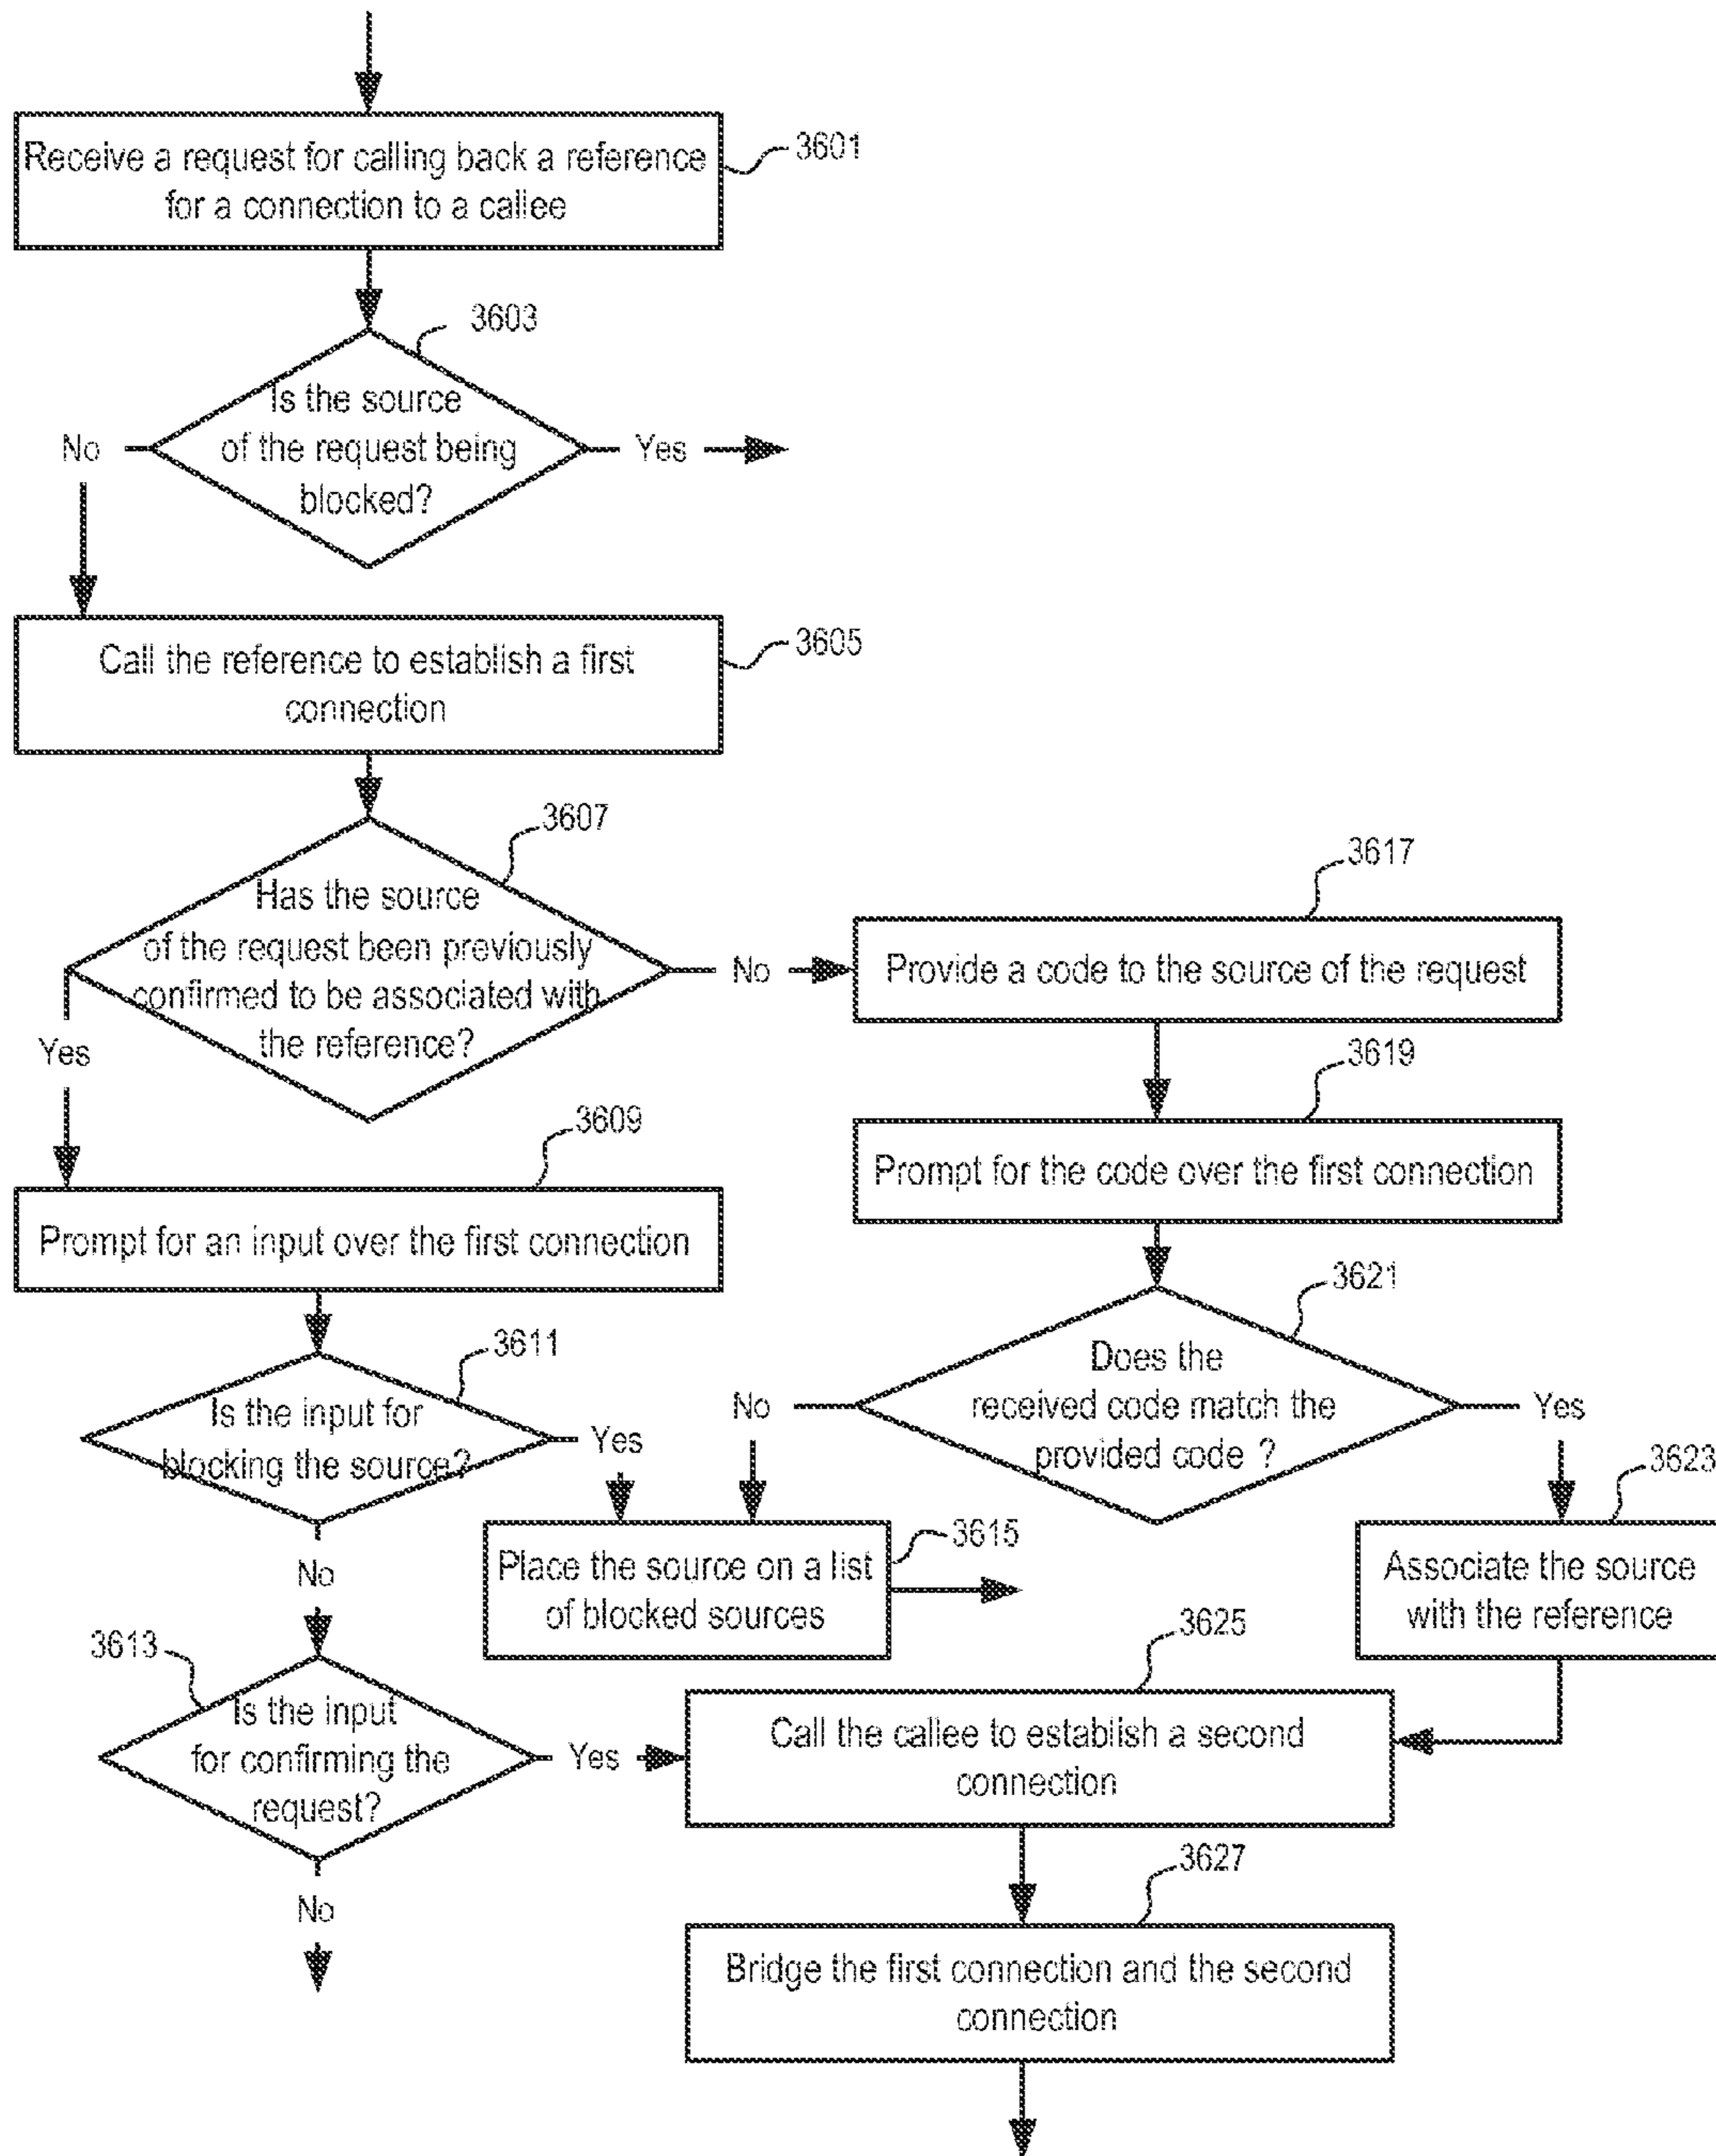 Receive a request for calling back a reference
for a connection to a callee
3601
3603
Is the source
of the request being
blocked?
No
Yes
Call the reference to establish a first
connection
3605
3607
Has the source
of the request been previously
confirmed to be associated with
the reference?
No
Yes
3617
Provide a code to the source of the request
3619
Prompt for the code over the first connection
3609
Prompt for an input over the first connection
3611
Is the input for
blocking the source?
Yes
No
3621
Does the
received code match the
provided code ?
No
Yes
3615
Place the source on a list
of blocked sources
3623
Associate the source
with the reference
3613
Is the input
for confirming the
request?
Yes
No
3625
Call the callee to establish a second
connection
3627
Bridge the first connection and the second
connection